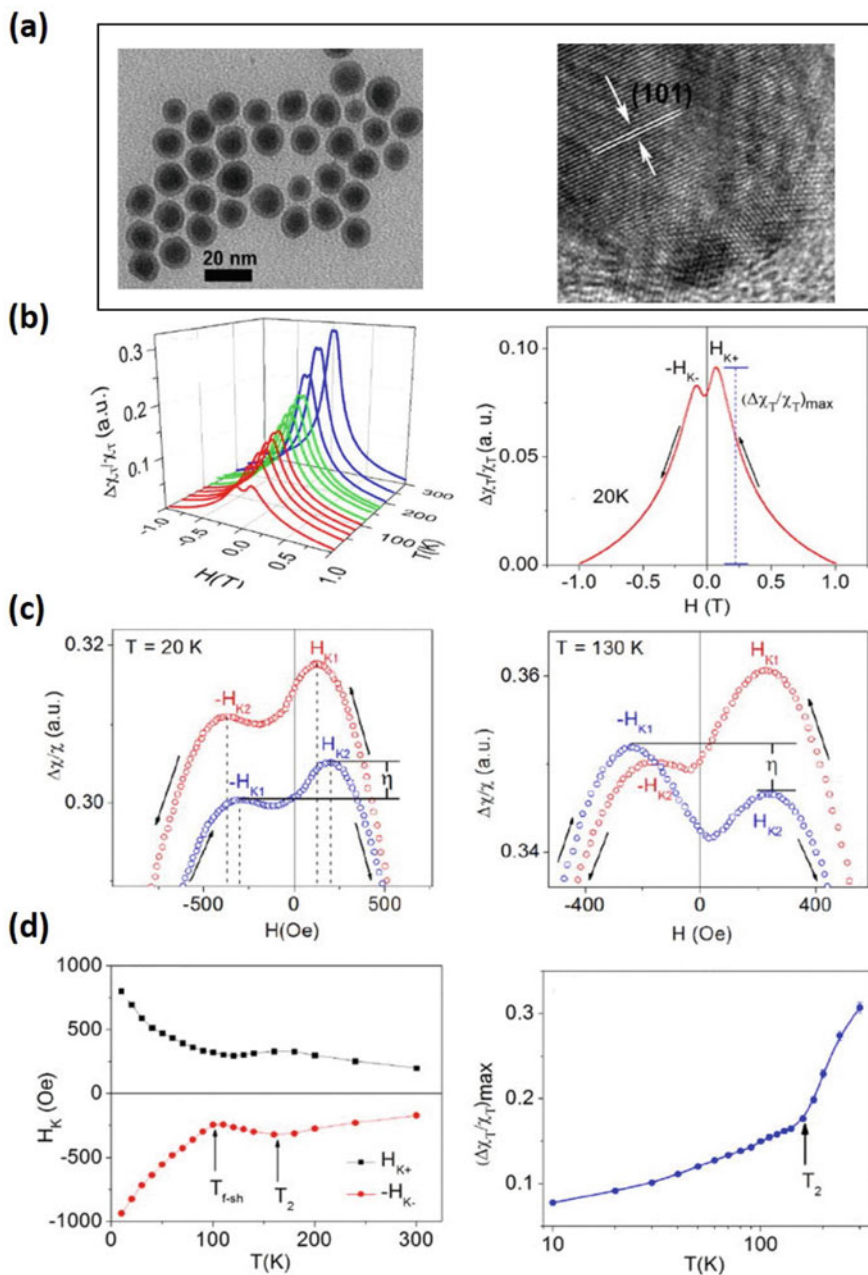 (a)
20 nm
(101)
(b)
Δχ_T/χ_T (a.u.)
0.3
0.2
0.1
-1.0
-0.5
0.0
0.5
1.0
H(T)
100
200
300
T(K)
Δχ_T/χ_T (a. u.)
0.10
0.05
0.00
-H_K-
H_K+
(Δχ_T/χ_T)max
20K
-1.0 -0.5 0.0 0.5 1.0
H (T)
(c)
Δχ/χ (a.u.)
0.32
0.30
T = 20 K
H_K1
-H_K2
H_K2
-H_K1
η
-500 0 500
H(Oe)
Δχ/χ (a.u.)
0.36
0.34
T = 130 K
H_K1
-H_K1
η
-H_K2
H_K2
-400 0 400
H (Oe)
(d)
H_K (Oe)
1000
500
0
-500
-1000
T_f-sh
T_2
H_K+
-H_K-
0 100 200 300
T(K)
(Δχ_T/χ_T)max
0.3
0.2
0.1
T_2
10 100
T(K)